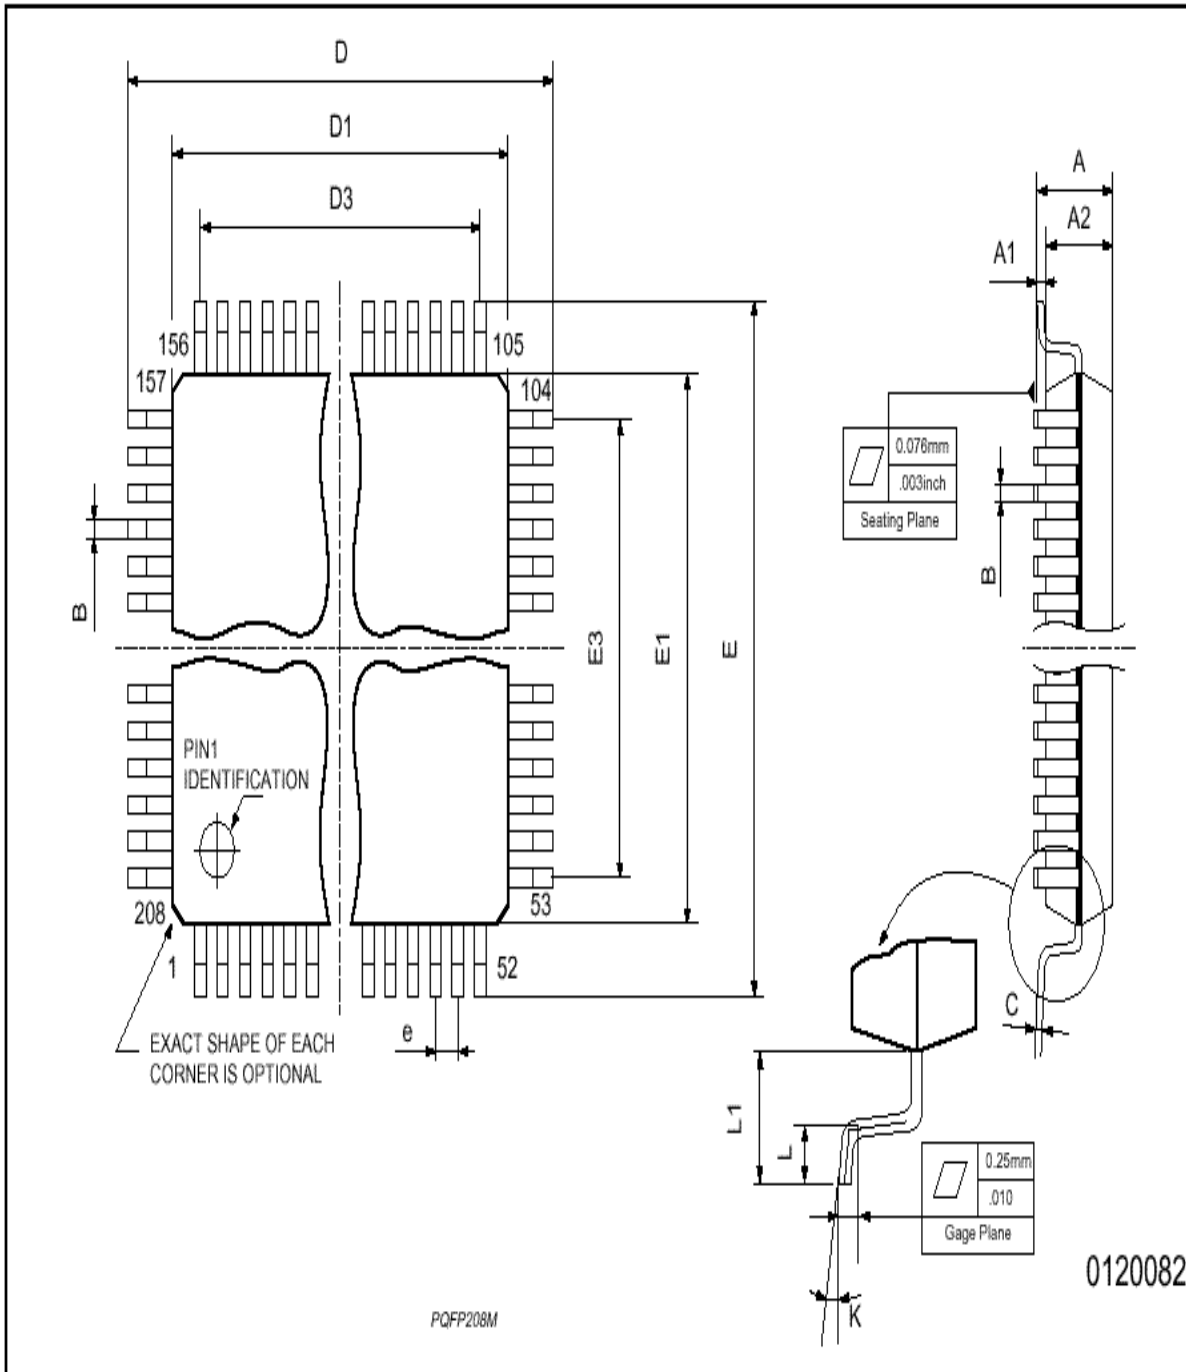 D
D1
D3
A
A2
A1
156
105
157
104
0.076mm
.003inch
Seating Plane
B
B
E3
E1
E
PIN1
IDENTIFICATION
208
53
1
52
e
C
EXACT SHAPE OF EACH
CORNER IS OPTIONAL
L1
L
0.25mm
.010
Gage Plane
0120082
K
PQFP208M